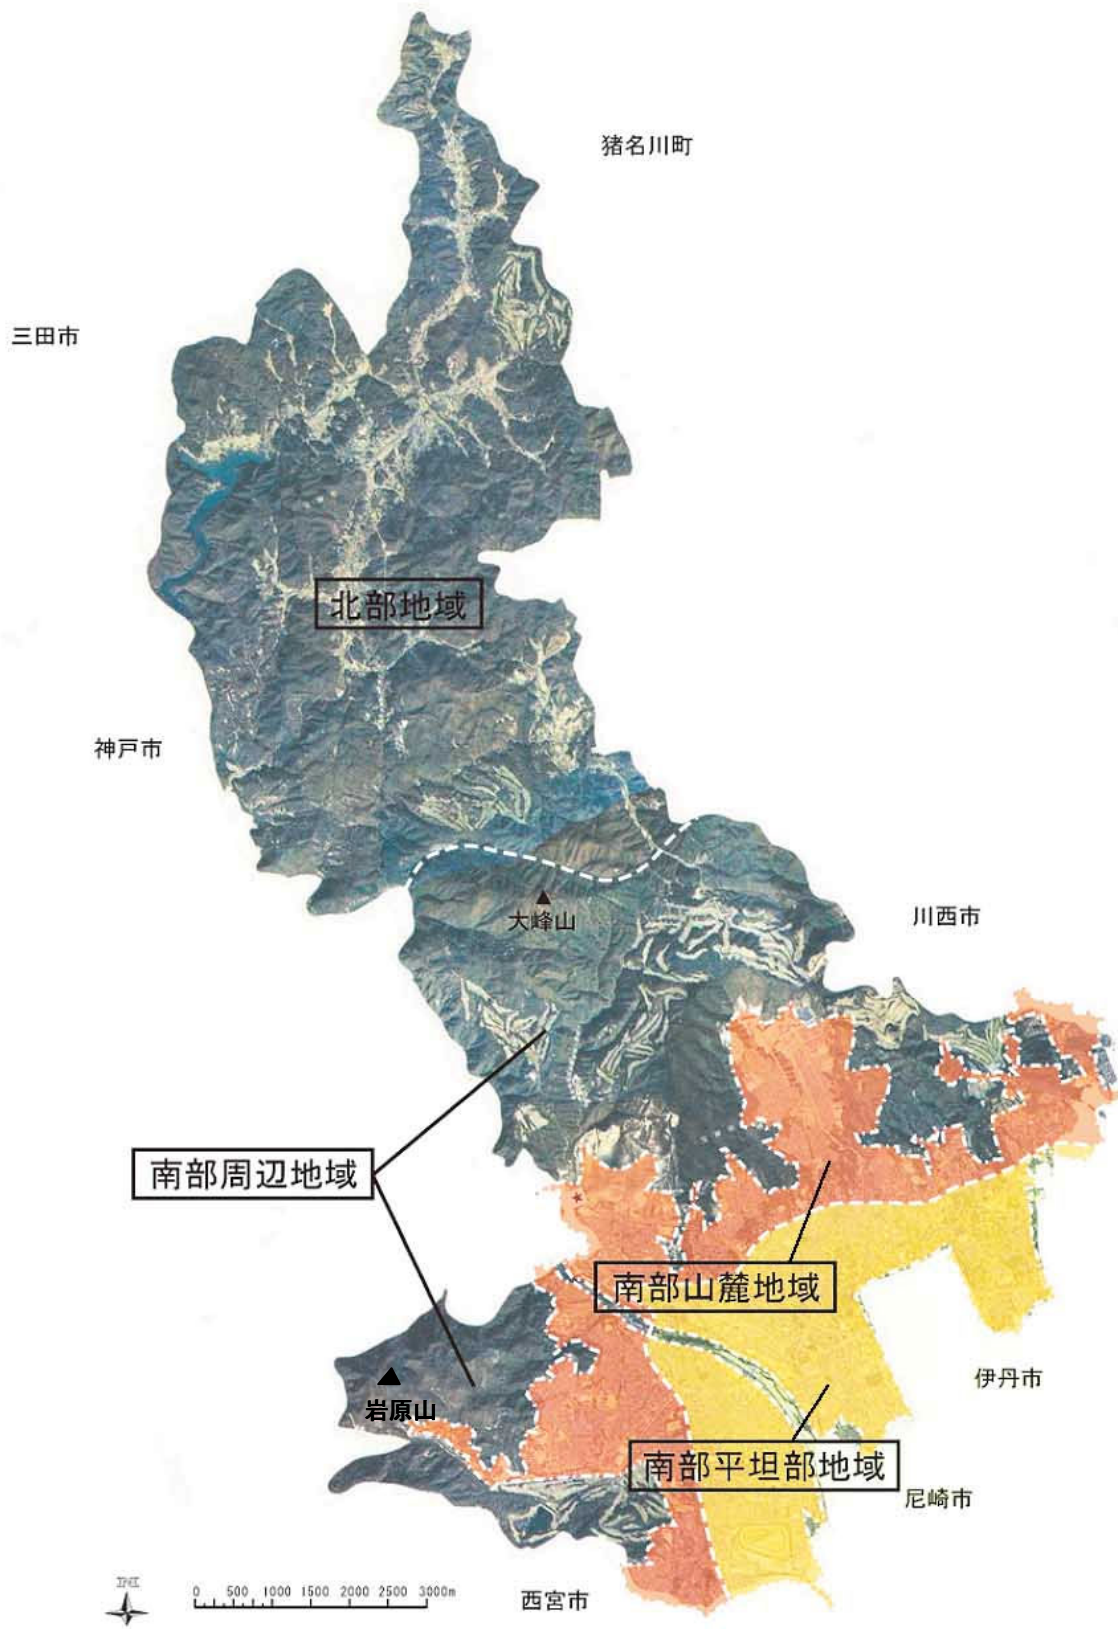 猪名川町
三田市
北部地域
神戸市
▲
大峰山
川西市
南部周辺地域
南部山麓地域
伊丹市
▲
岩原山
南部平坦部地域
尼崎市
西宮市
0 500 1000 1500 2000 2500 3000m